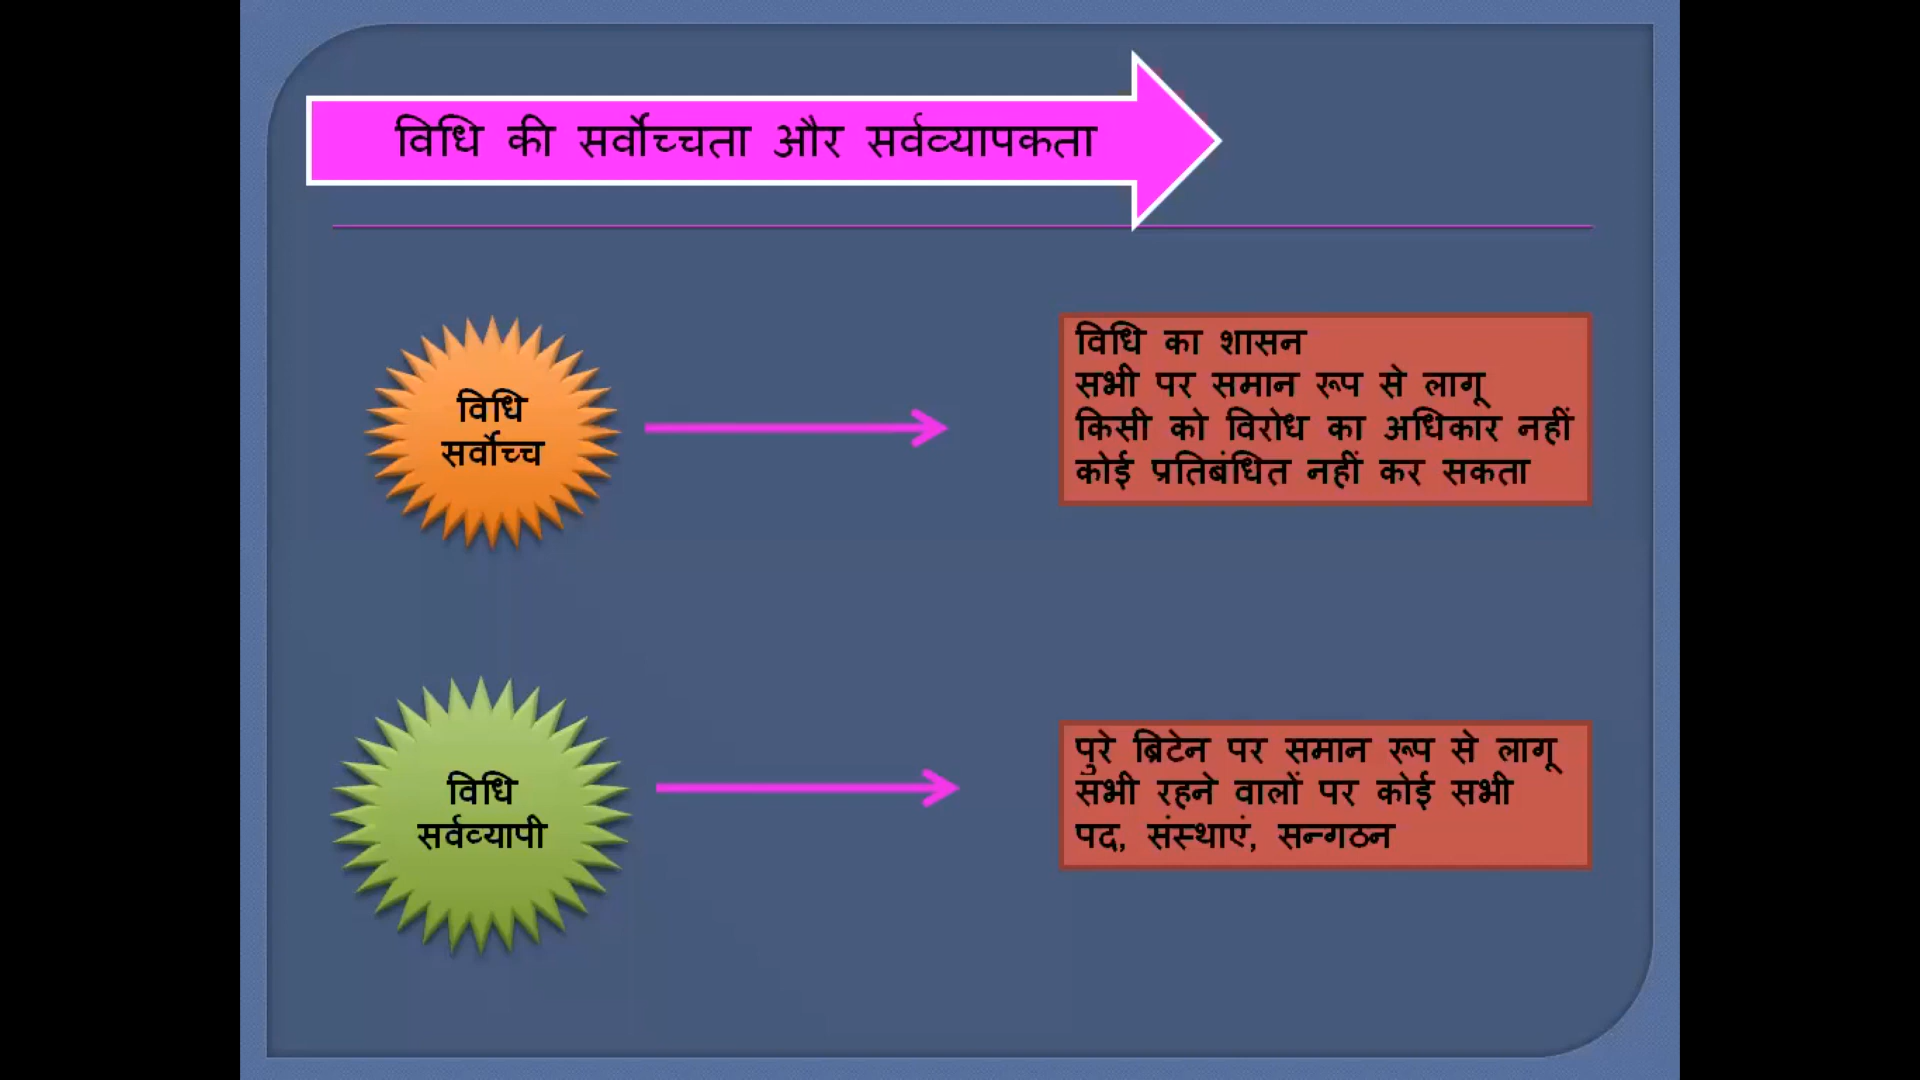 विधि की सर्वोच्चता और सर्वव्यापकता
विधि
सर्वोच्च
विधि का शासन
सभी पर समान रूप से लागू
किसी को विरोध का अधिकार नहीं
कोई प्रतिबंधित नहीं कर सकता
विधि
सर्वव्यापी
पुरे ब्रिटेन पर समान रूप से लागू
सभी रहने वालों पर कोई सभी
पद, संस्थाएं, सन्गठन